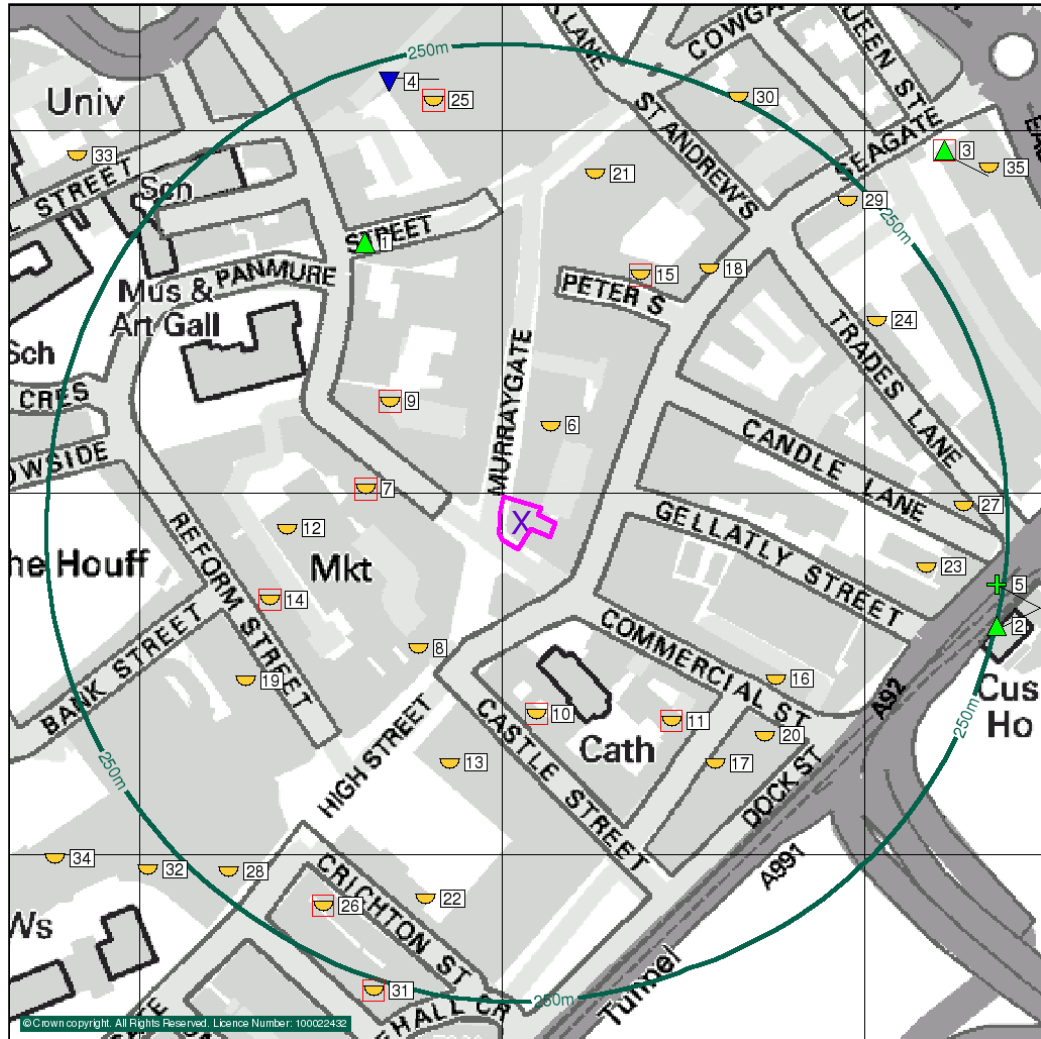 250m
COWGA
QUEEN ST
LANE
4
25
30
Univ
ST ANDREWS
SEAGATE
3
35
33
21
L STREET
Scn
29
250m
STREET
1
PANMURE
15
18
PETER S
Mus &
Art Gall
24
TRADES LANE
Sch
MURRAYGATE
CRES
9
6
CANDLE LANE
OWSIDE
7
27
GELLATLY STREET
12
X
REFORM STREET
he Houff
Mkt
23
5
14
2
COMMERCIAL ST
BANK STREET
8
16
A92
Cus
Ho
19
10
11
20
CASTLE STREET
Cath
250m
250m
13
17
HIGH STREET
DOCK ST
34
32
28
A991
CRICHTON ST
22
26
Ws
Tunnel
31
250m
EHALL CR
GATE
© Crown copyright. All Rights Reserved. Licence Number: 100022432